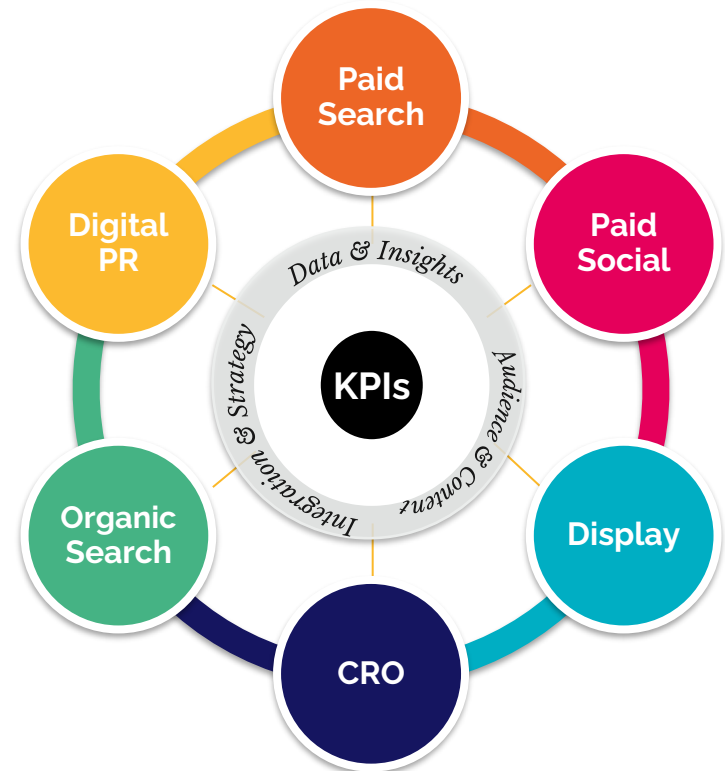 Paid
Search
Digital
PR
Paid
Social
Data & Insights
Audience & Content
Integration & Strategy
KPIs
Organic
Search
Display
CRO